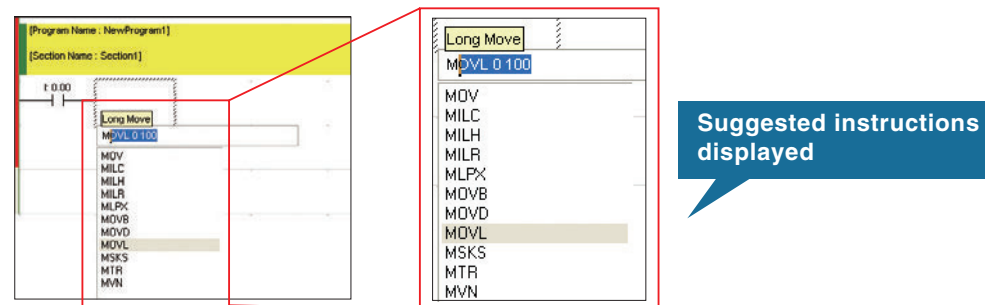 [Program Name : NewProgram1]
[Section Name : Section1]
I: 0.00
Long Move
MOVL 0 100
MOV
MILC
MILH
MILR
MLPX
MOVB
MOVD
MOVL
MSKS
MTR
MVN
Long Move
MOVL 0 100
MOV
MILC
MILH
MILR
MLPX
MOVB
MOVD
MOVL
MSKS
MTR
MVN
Suggested instructions
displayed